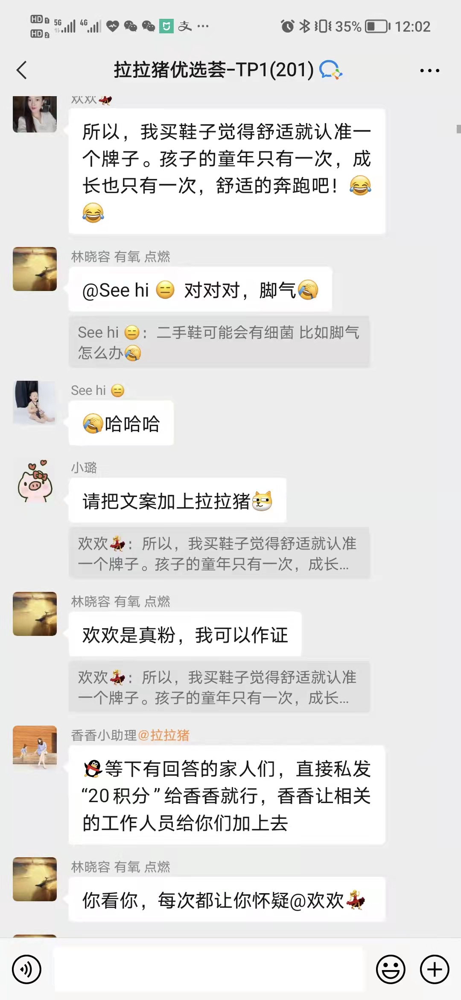 HD 1 5G 4G 35% 12:02
HD 2
拉拉猪优选荟-TP1(201)
欢欢💃
所以，我买鞋子觉得舒适就认准一
个牌子。孩子的童年只有一次，成
长也只有一次，舒适的奔跑吧！😂
😂
林晓容 有氧 点燃
@See hi 😑 对对对，脚气🤦
See hi 😑：二手鞋可能会有细菌 比如脚气
怎么办🤦
See hi 😑
🤦哈哈哈
小璐
请把文案加上拉拉猪
欢欢💃：所以，我买鞋子觉得舒适就认准
一个牌子。孩子的童年只有一次，成长...
林晓容 有氧 点燃
欢欢是真粉，我可以作证
欢欢💃：所以，我买鞋子觉得舒适就认准
一个牌子。孩子的童年只有一次，成长...
香香小助理@拉拉猪
🐧等下有回答的家人们，直接私发
“20积分”给香香就行，香香让相关
的工作人员给你们加上去
林晓容 有氧 点燃
你看你，每次都让你怀疑@欢欢💃